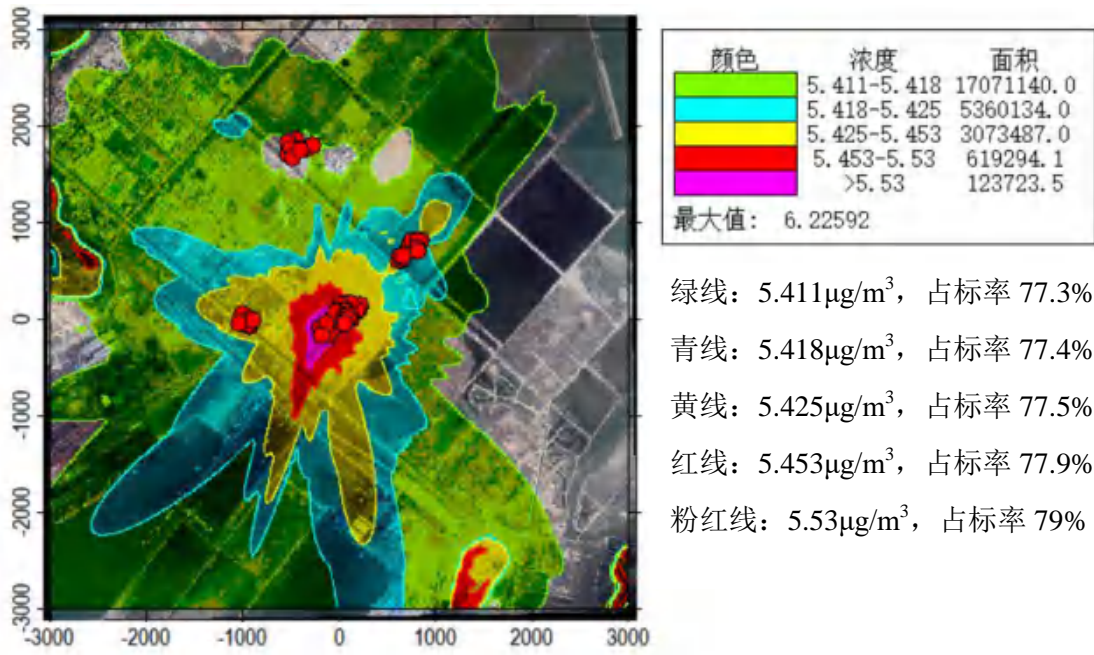 3000
2000
1000
0
-1000
-2000
-3000
-3000 -2000 -1000 0 1000 2000 3000
颜色 浓度 面积
5.411-5.418 17071140.0
5.418-5.425 5360134.0
5.425-5.453 3073487.0
5.453-5.53 619294.1
>5.53 123723.5
最大值: 6.22592
绿线：5.411μg/m³，占标率 77.3%
青线：5.418μg/m³，占标率 77.4%
黄线：5.425μg/m³，占标率 77.5%
红线：5.453μg/m³，占标率 77.9%
粉红线：5.53μg/m³，占标率 79%